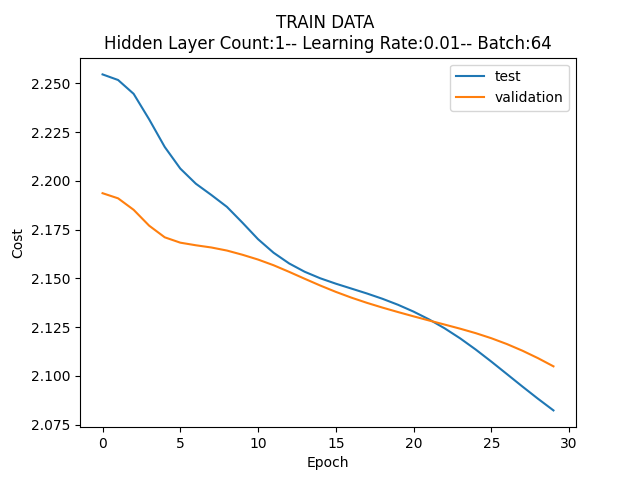 TRAIN DATA
Hidden Layer Count:1-- Learning Rate:0.01-- Batch:64
test
validation
2.250
2.225
2.200
2.175
2.150
2.125
2.100
2.075
Cost
0 5 10 15 20 25 30
Epoch